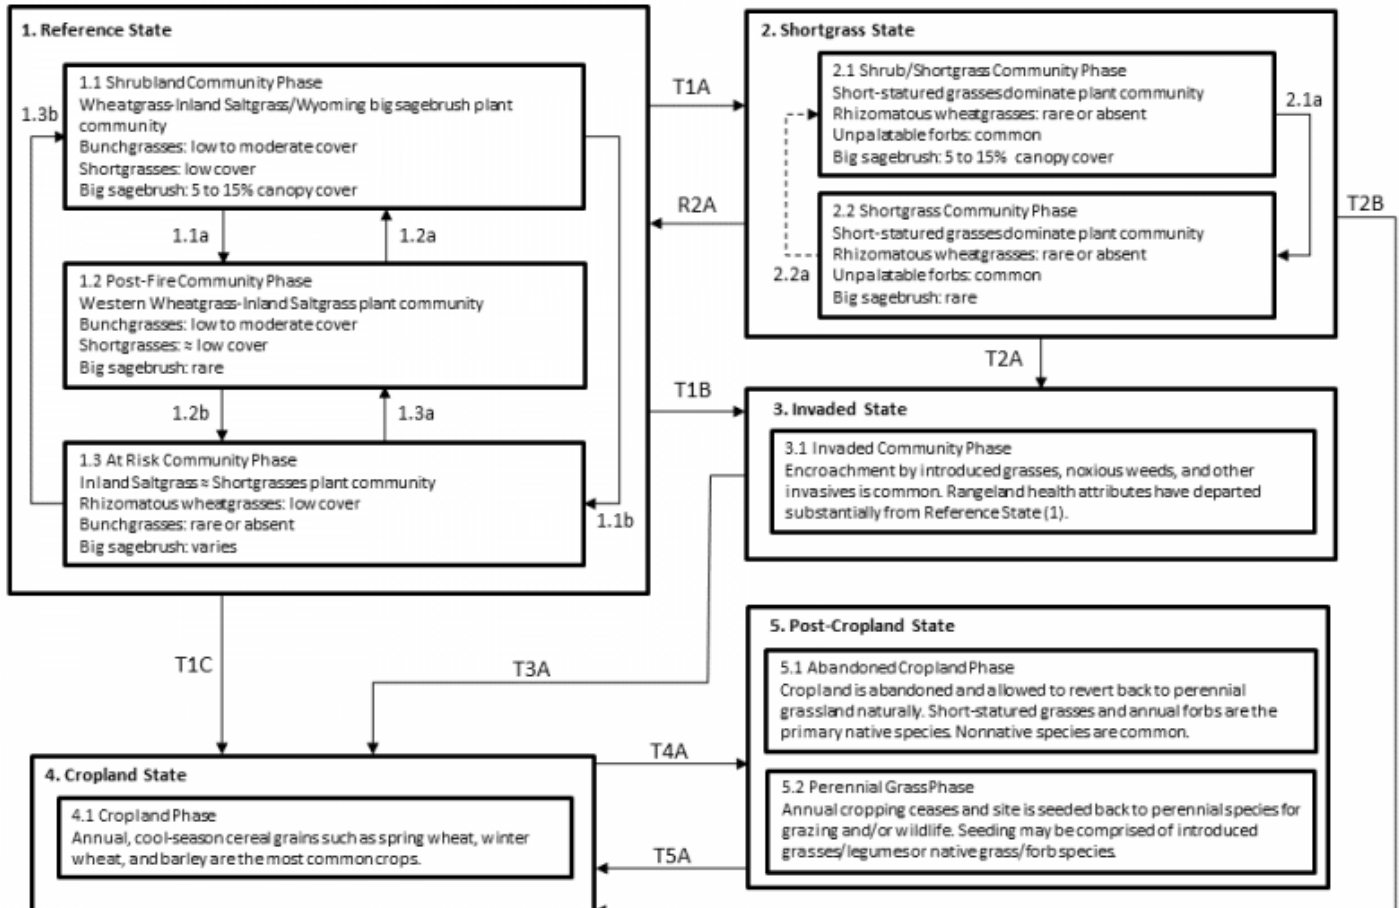 1. Reference State
1.1 Shrubland Community Phase
Wheatgrass-Inland Saltgrass/Wyoming big sagebrush plant
community
Bunchgrasses: low to moderate cover
Shortgrasses: low cover
Big sagebrush: 5 to 15% canopy cover
1.3b
1.1a
1.2a
1.2 Post-Fire Community Phase
Western Wheatgrass-Inland Saltgrass plant community
Bunchgrasses: low to moderate cover
Shortgrasses: ≈ low cover
Big sagebrush: rare
1.2b
1.3a
1.3 At Risk Community Phase
Inland Saltgrass ≈ Shortgrasses plant community
Rhizomatous wheatgrasses: low cover
Bunchgrasses: rare or absent
Big sagebrush: varies
1.1b
T1A
R2A
T1B
2. Shortgrass State
2.1 Shrub/Shortgrass Community Phase
Short-statured grasses dominate plant community
Rhizomatous wheatgrasses: rare or absent
Unpalatable forbs: common
Big sagebrush: 5 to 15% canopy cover
2.1a
2.2 Shortgrass Community Phase
Short-statured grasses dominate plant community
Rhizomatous wheatgrasses: rare or absent
Unpalatable forbs: common
Big sagebrush: rare
2.2a
T2B
T2A
3. Invaded State
3.1 Invaded Community Phase
Encroachment by introduced grasses, noxious weeds, and other
invasives is common. Rangeland health attributes have departed
substantially from Reference State (1).
T1C
T3A
4. Cropland State
4.1 Cropland Phase
Annual, cool-season cereal grains such as spring wheat, winter
wheat, and barley are the most common crops.
T4A
T5A
5. Post-Cropland State
5.1 Abandoned Cropland Phase
Cropland is abandoned and allowed to revert back to perennial
grassland naturally. Short-statured grasses and annual forbs are the
primary native species. Nonnative species are common.
5.2 Perennial Grass Phase
Annual cropping ceases and site is seeded back to perennial species for
grazing and/or wildlife. Seeding may be comprised of introduced
grasses/legumes or native grass/forb species.